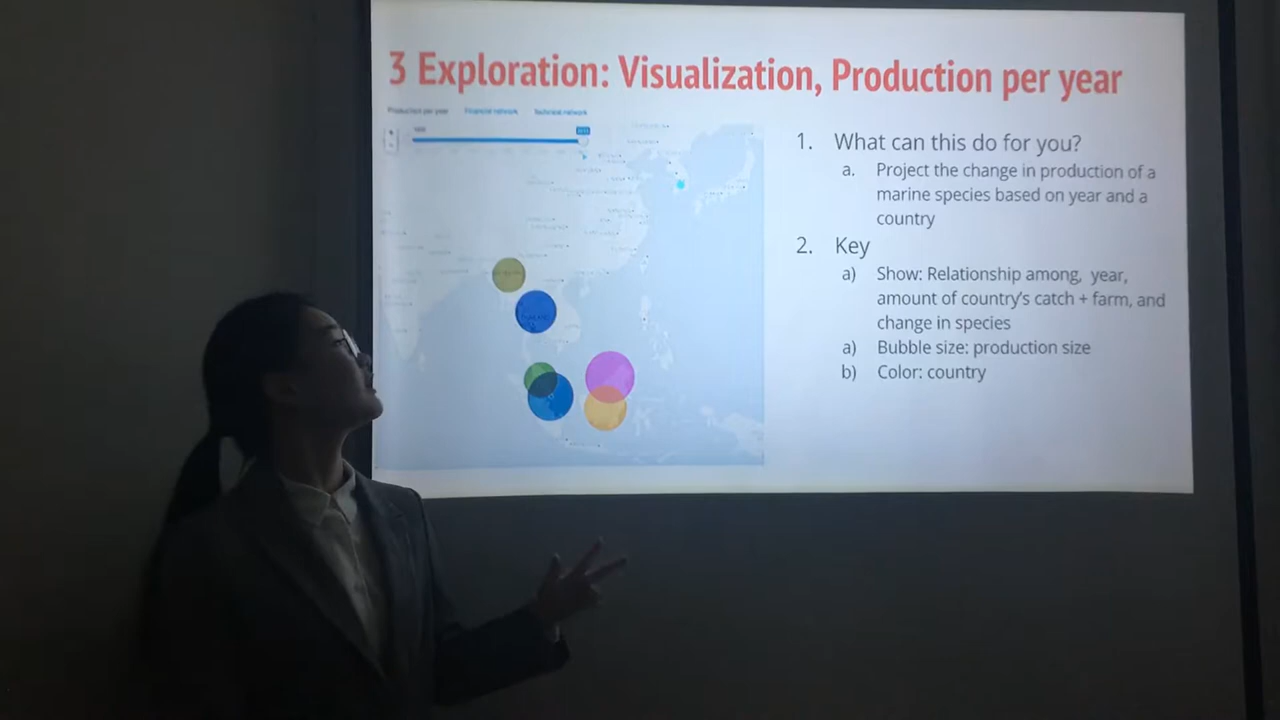 3 Exploration: Visualization, Production per year
Production per year Financial network Technical network
1. What can this do for you?
a. Project the change in production of a
marine species based on year and a
country
2. Key
a) Show: Relationship among, year,
amount of country's catch + farm, and
change in species
a) Bubble size: production size
b) Color: country